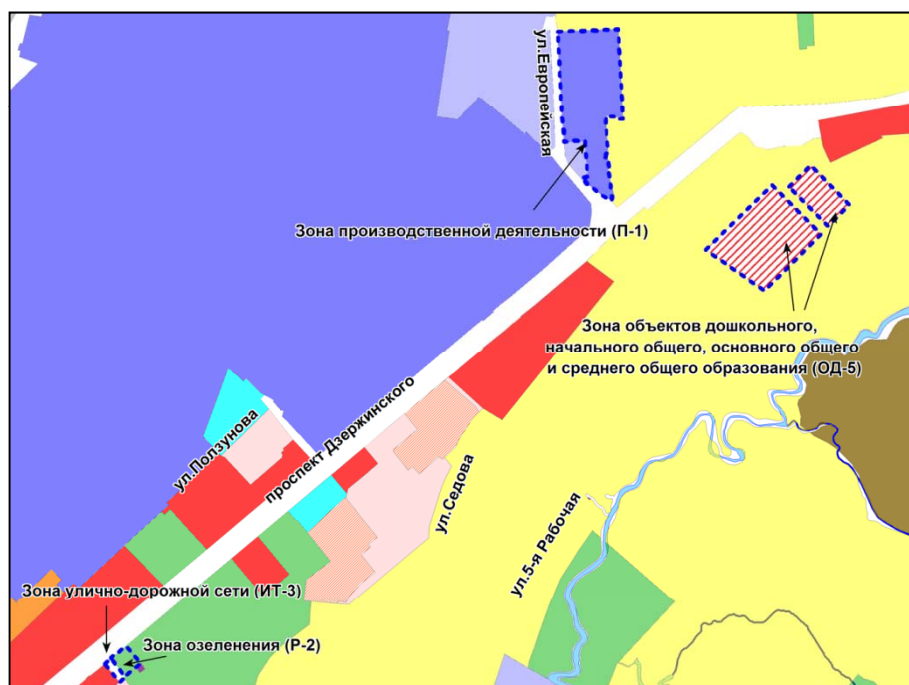 ул.Европейская
Зона производственной деятельности (П-1)
Зона объектов дошкольного,
начального общего, основного общего
и среднего общего образования (ОД-5)
проспект Дзержинского
ул.Ползунова
ул.Седова
ул.5-я Рабочая
Зона улично-дорожной сети (ИТ-3)
Зона озеленения (Р-2)